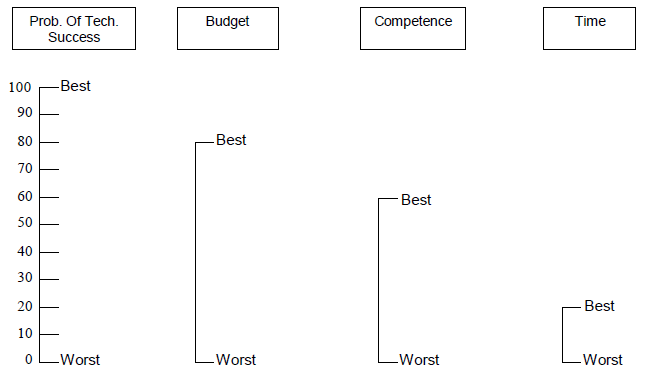 Prob. Of Tech.
Success
Budget
Competence
Time
100
Best
90
80
Best
70
60
Best
50
40
30
20
Best
10
0
Worst
Worst
Worst
Worst